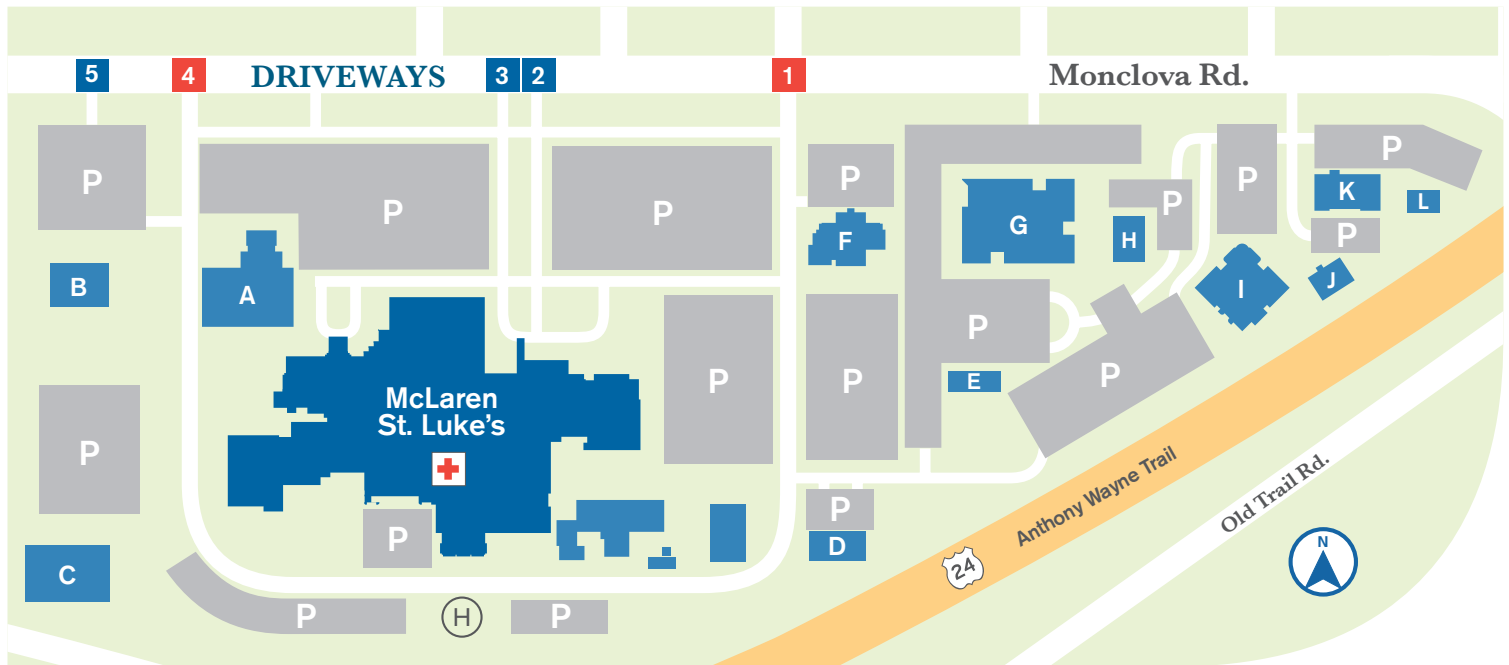 5
4
DRIVEWAYS
3
2
1
Monclova Rd.
P
P
P
P
P
P
P
K
L
P
G
H
F
A
B
I
J
P
P
P
P
E
P
McLaren
St. Luke's
P
P
D
P
C
P
H
P
Anthony Wayne Trail
24
Old Trail Rd.
N